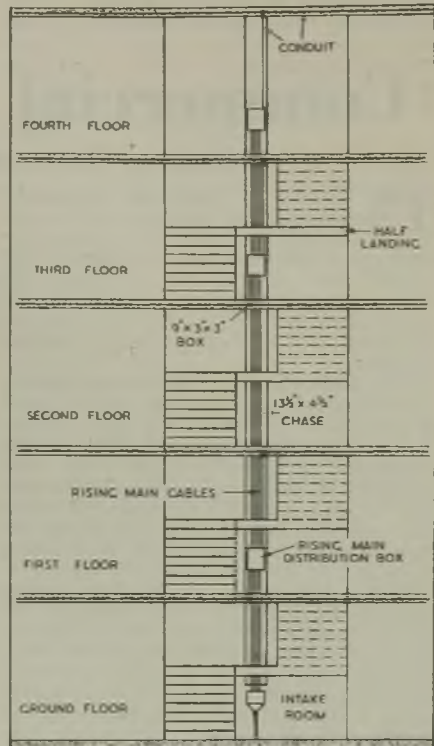 CONDUIT
FOURTH FLOOR
HALF
LANDING
THIRD FLOOR
9"x 3"x 3"
BOX
13½"x 4½"
CHASE
SECOND FLOOR
RISING MAIN CABLES
RISING MAIN
DISTRIBUTION BOX
FIRST FLOOR
INTAKE
ROOM
GROUND FLOOR